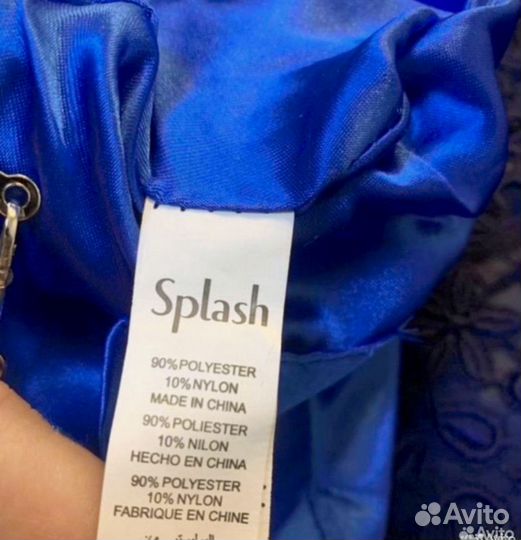 Splash
90% POLYESTER
10% NYLON
MADE IN CHINA
90% POLIESTER
10% NILON
HECHO EN CHINA
90% POLYESTER
10% NYLON
FABRIQUE EN CHINE
Avito
Avito